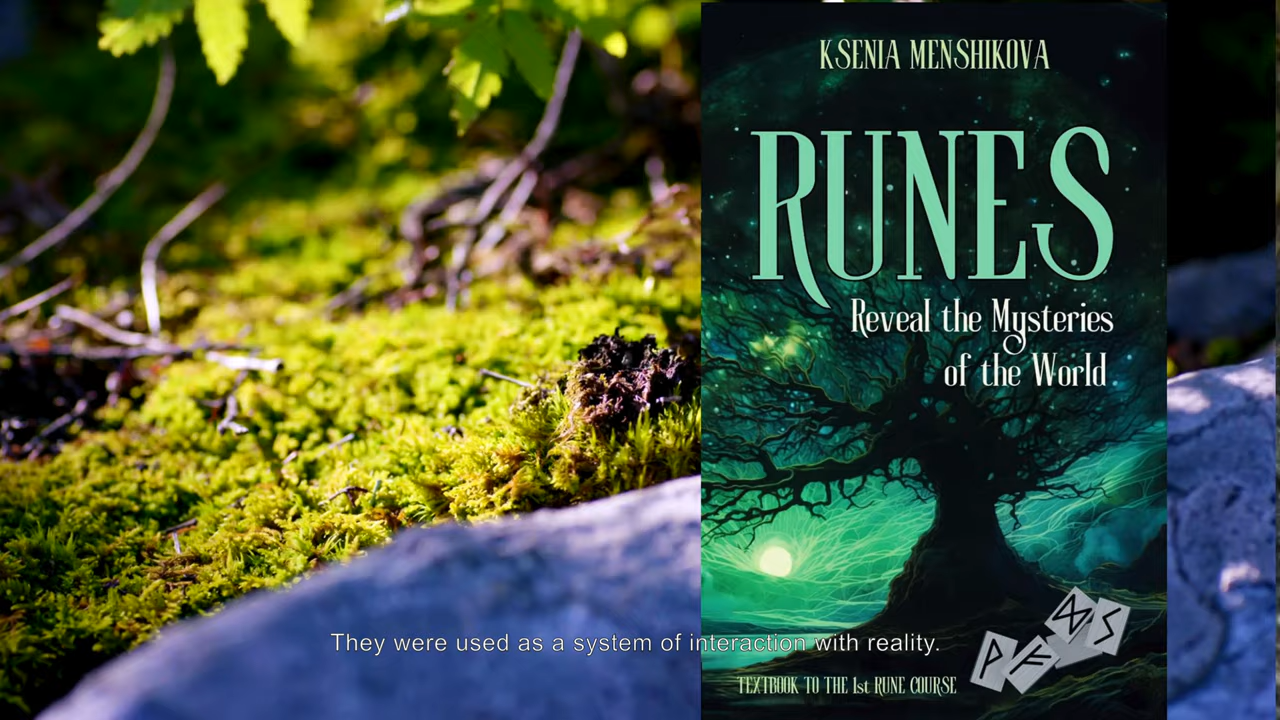 KSENIA MENSHIKOVA
RUNES
Reveal the Mysteries
of the World
They were used as a system of interaction with reality.
TEXTBOOK TO THE 1st RUNE COURSE